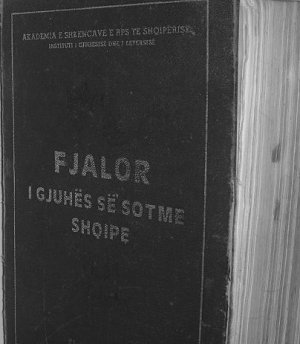 AKADEMIA E SHKENCAVE E RPS TË SHQIPËRISË
INSTITUTI I GJUHËSISË DHE I LETËRSISË
FJALOR
I GJUHËS SË SOTME
SHQIPE